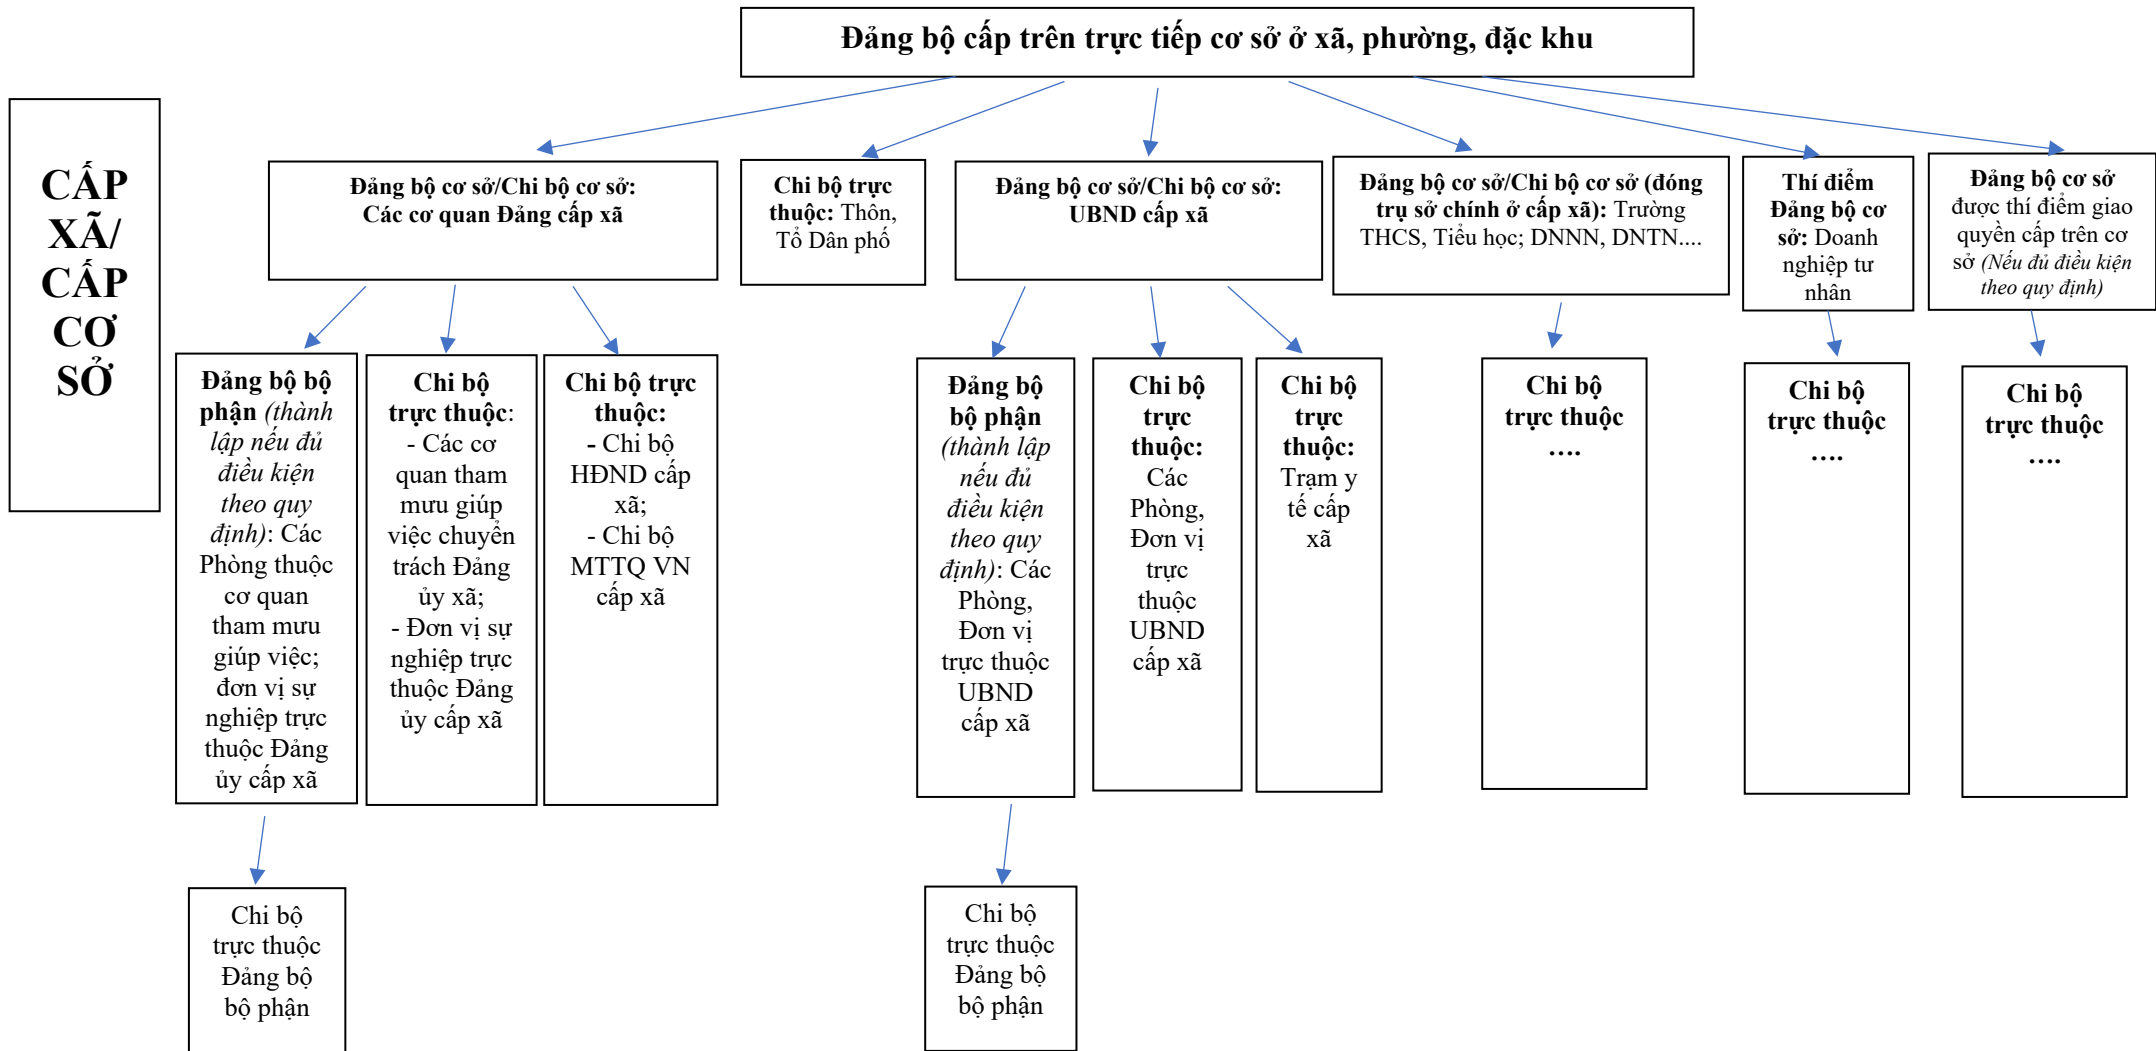 Đảng bộ cấp trên trực tiếp cơ sở ở xã, phường, đặc khu
CẤP
XÃ/
CẤP
CƠ
SỞ
Đảng bộ cơ sở/Chi bộ cơ sở:
Các cơ quan Đảng cấp xã
Chi bộ trực
thuộc: Thôn,
Tổ Dân phố
Đảng bộ cơ sở/Chi bộ cơ sở:
UBND cấp xã
Đảng bộ cơ sở/Chi bộ cơ sở (đóng
trụ sở chính ở cấp xã): Trường
THCS, Tiểu học; DNNN, DNTN....
Thí điểm
Đảng bộ cơ
sở: Doanh
nghiệp tư
nhân
Đảng bộ cơ sở
được thí điểm giao
quyền cấp trên cơ
sở (Nếu đủ điều kiện
theo quy định)
Đảng bộ bộ
phận (thành
lập nếu đủ
điều kiện
theo quy
định): Các
Phòng thuộc
cơ quan
tham mưu
giúp việc;
đơn vị sự
nghiệp trực
thuộc Đảng
ủy cấp xã
Chi bộ
trực thuộc:
- Các cơ
quan tham
mưu giúp
việc chuyển
trách Đảng
ủy xã;
- Đơn vị sự
nghiệp trực
thuộc Đảng
ủy cấp xã
Chi bộ trực
thuộc:
- Chi bộ
HĐND cấp
xã;
- Chi bộ
MTTQ VN
cấp xã
Đảng bộ
bộ phận
(thành lập
nếu đủ
điều kiện
theo quy
định): Các
Phòng,
Đơn vị
trực thuộc
UBND
cấp xã
Chi bộ
trực
thuộc:
Các
Phòng,
Đơn vị
trực
thuộc
UBND
cấp xã
Chi bộ
trực
thuộc:
Trạm y
tế cấp
xã
Chi bộ
trực thuộc
….
Chi bộ
trực thuộc
….
Chi bộ
trực thuộc
….
Chi bộ
trực thuộc
Đảng bộ
bộ phận
Chi bộ
trực thuộc
Đảng bộ
bộ phận